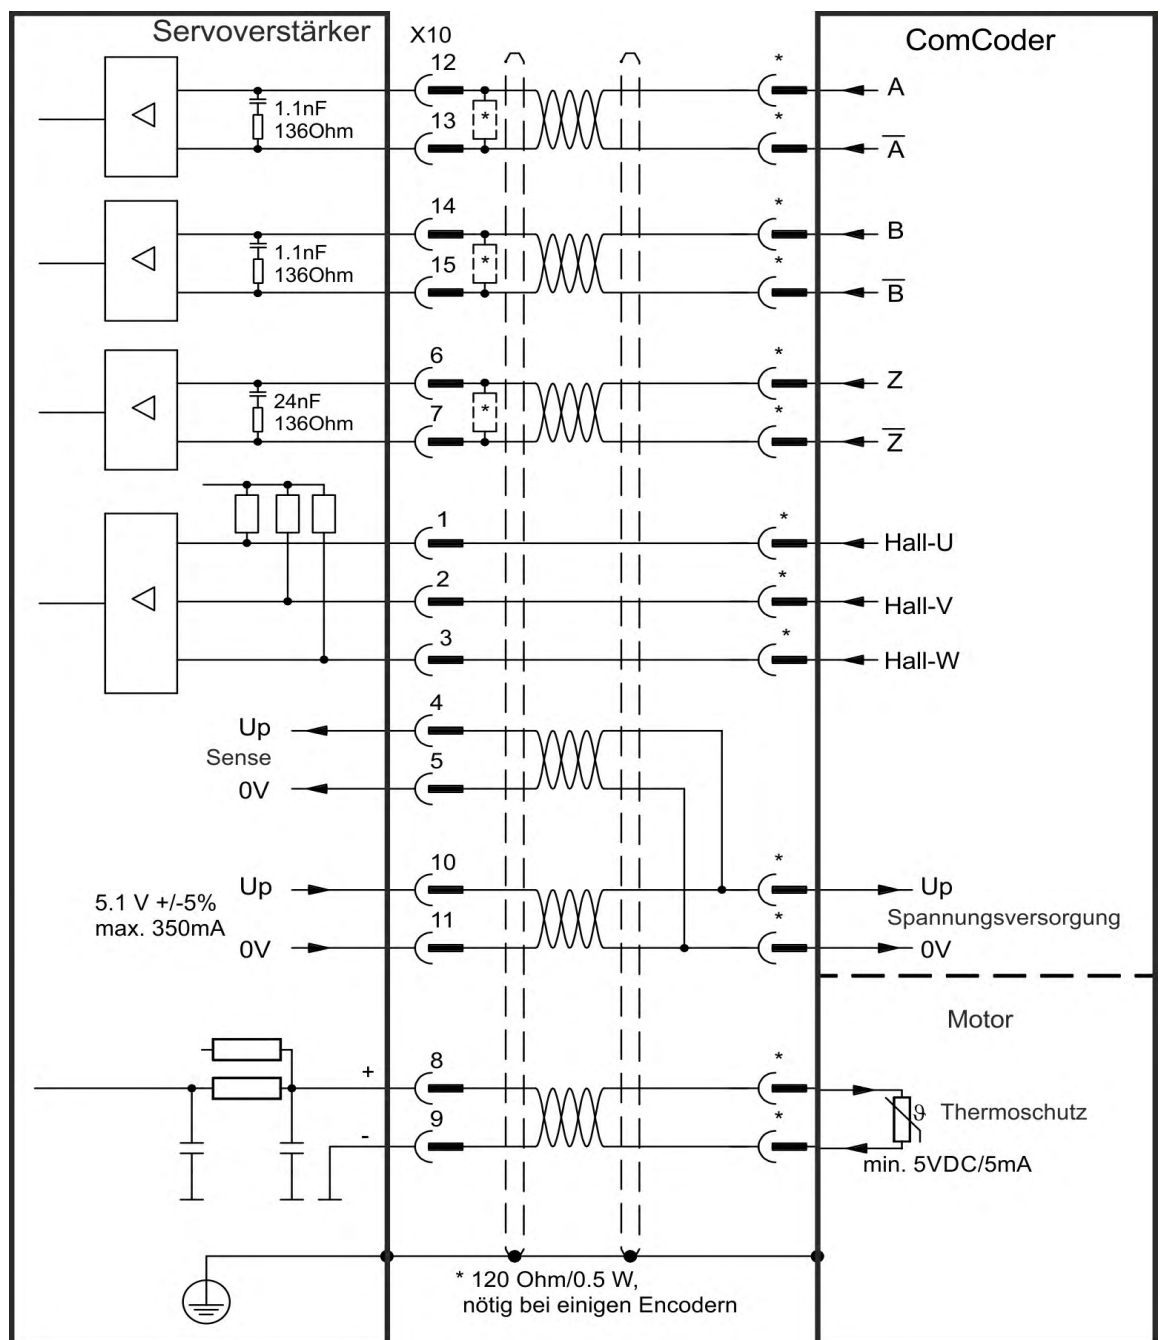 Servoverstärker
X10
ComCoder
12
*
A
1.1nF
136Ohm
*
13
*
A̅
14
*
B
1.1nF
136Ohm
*
15
*
B̅
6
*
Z
24nF
136Ohm
*
7
*
Z̅
1
*
Hall-U
2
*
Hall-V
3
*
Hall-W
4
Up
Sense
5
0V
10
*
Up
Up
5.1 V +/-5%
max. 350mA
Spannungsversorgung
11
*
0V
0V
Motor
8
*
+
ϑ Thermoschutz
9
*
-
min. 5VDC/5mA
* 120 Ohm/0.5 W,
nötig bei einigen Encodern